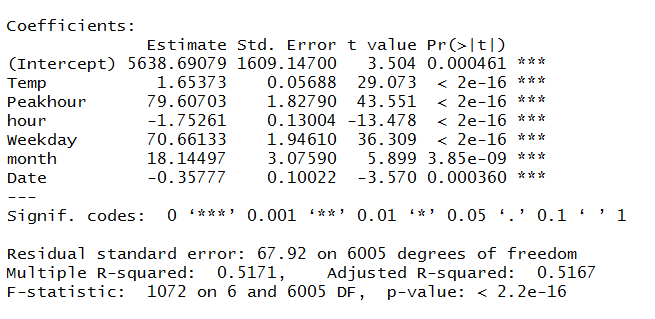 Coefficients:
Estimate Std. Error t value Pr(>|t|)
(Intercept) 5638.69079 1609.14700 3.504 0.000461 ***
Temp 1.65373 0.05688 29.073 < 2e-16 ***
Peakhour 79.60703 1.82790 43.551 < 2e-16 ***
hour -1.75261 0.13004 -13.478 < 2e-16 ***
Weekday 70.66133 1.94610 36.309 < 2e-16 ***
month 18.14497 3.07590 5.899 3.85e-09 ***
Date -0.35777 0.10022 -3.570 0.000360 ***
---
Signif. codes: 0 ‘***’ 0.001 ‘**’ 0.01 ‘*’ 0.05 ‘.’ 0.1 ‘ ’ 1
Residual standard error: 67.92 on 6005 degrees of freedom
Multiple R-squared: 0.5171, Adjusted R-squared: 0.5167
F-statistic: 1072 on 6 and 6005 DF, p-value: < 2.2e-16